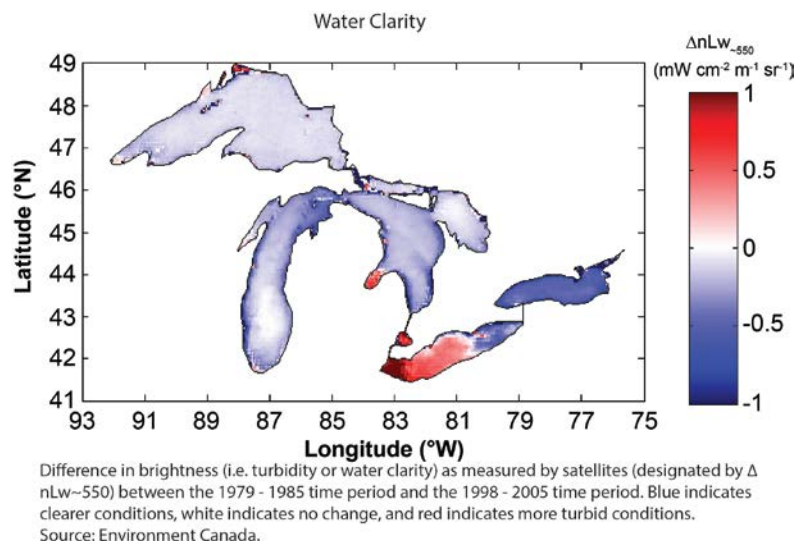 Water Clarity
ΔnLw~550
(mW cm-2 m-1 sr-1)
1
0.5
0
-0.5
-1
Latitude (°N)
49
48
47
46
45
44
43
42
41
93 91 89 87 85 83 81 79 77 75
Longitude (°W)
Difference in brightness (i.e. turbidity or water clarity) as measured by satellites (designated by Δ
nLw~550) between the 1979 - 1985 time period and the 1998 - 2005 time period. Blue indicates
clearer conditions, white indicates no change, and red indicates more turbid conditions.
Source: Environment Canada.